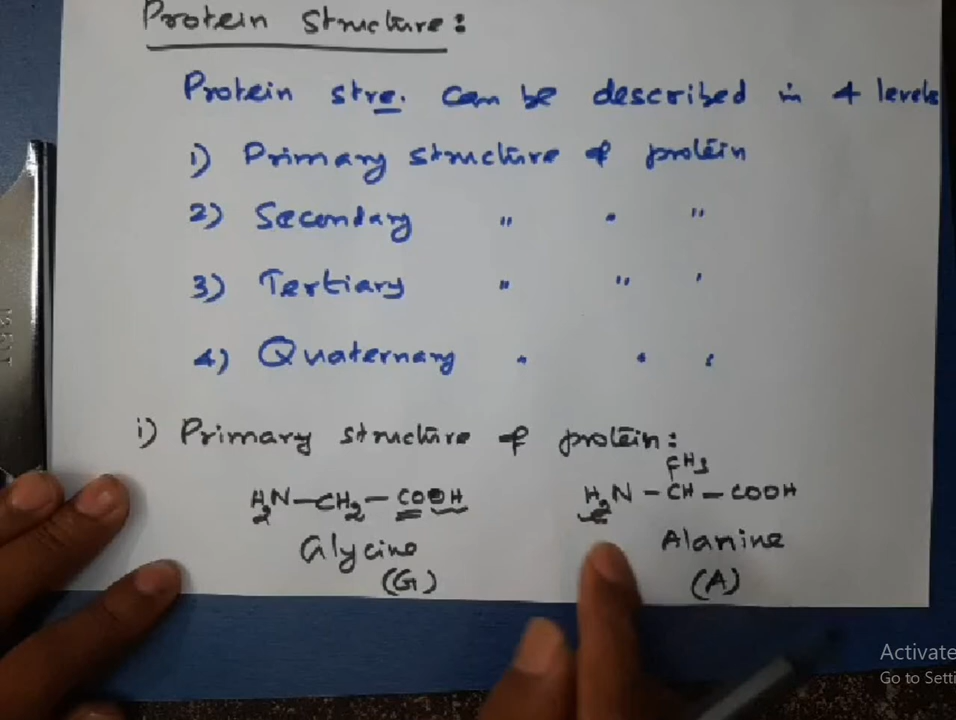 Protein structure:
Protein stre. can be described in 4 levels
1) Primary structure of protein
2) Secondary " " "
3) Tertiary " " "
4) Quaternary " " "
i) Primary structure of protein:
CH3
H2N-CH2-COOH H2N-CH-COOH
Glycine Alanine
(G) (A)
Activate
Go to Setti